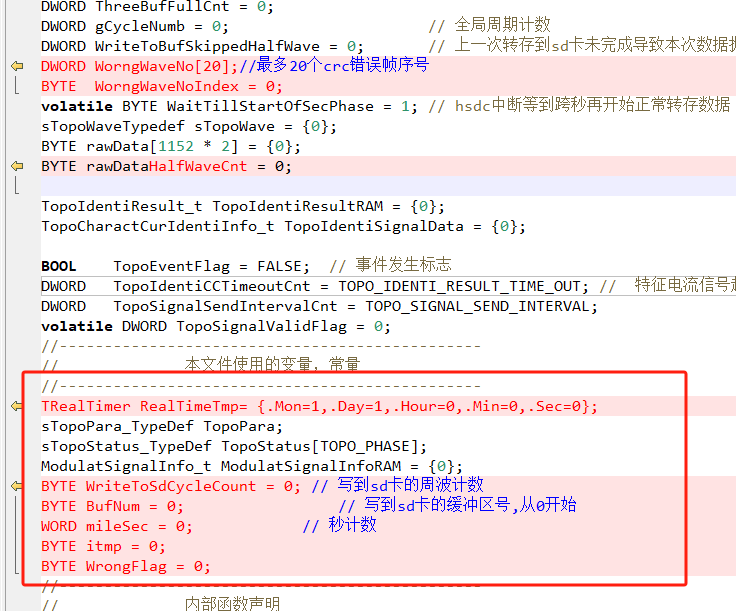 DWORD ThreeBufFullCnt = 0;
DWORD gCycleNumb = 0; // 全局周期计数
DWORD WriteToBufSkippedHalfWave = 0; // 上一次转存到sd卡未完成导致本次数据
DWORD WorngWaveNo[20];//最多20个crc错误帧序号
BYTE WorngWaveNoIndex = 0;
volatile BYTE WaitTillStartOfSecPhase = 1; // hsdc中断等到跨秒再开始正常转存数据
sTopoWaveTypedef sTopoWave = {0};
BYTE rawData[1152 * 2] = {0};
BYTE rawDataHalfWaveCnt = 0;
TopoIdentiResult_t TopoIdentiResultRAM = {0};
TopoCharactCurIdentiInfo_t TopoIdentiSignalData = {0};
BOOL TopoEventFlag = FALSE; // 事件发生标志
DWORD TopoIdentiCCTimeoutCnt = TOPO_IDENTI_RESULT_TIME_OUT; // 特征电流信号
DWORD TopoSignalSendIntervalCnt = TOPO_SIGNAL_SEND_INTERVAL;
volatile DWORD TopoSignalValidFlag = 0;
//-----------------------------------------------
// 本文件使用的变量，常量
//-----------------------------------------------
TRealTimer RealTimeTmp= {.Mon=1,.Day=1,.Hour=0,.Min=0,.Sec=0};
sTopoPara_TypeDef TopoPara;
sTopoStatus_TypeDef TopoStatus[TOPO_PHASE];
ModulatSignalInfo_t ModulatSignalInfoRAM = {0};
BYTE WriteToSdCycleCount = 0; // 写到sd卡的周波计数
BYTE BufNum = 0; // 写到sd卡的缓冲区号,从0开始
WORD mileSec = 0; // 秒计数
BYTE itmp = 0;
BYTE WrongFlag = 0;
//-----------------------------------------------
// 内部函数声明